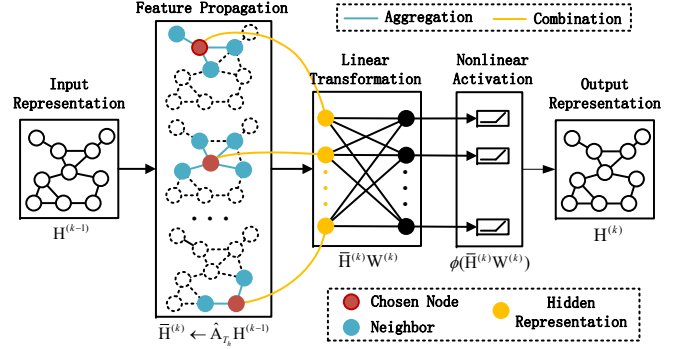 Feature Propagation
Aggregation
Combination
Input
Representation
Linear
Transformation
Nonlinear
Activation
Output
Representation
H^{(k-1)}
. . .
H̅^{(k)}W^{(k)}
ϕ(H̅^{(k)}W^{(k)})
H^{(k)}
H̅^{(k)} ← Â_{T_h} H^{(k-1)}
Chosen Node
Neighbor
Hidden
Representation